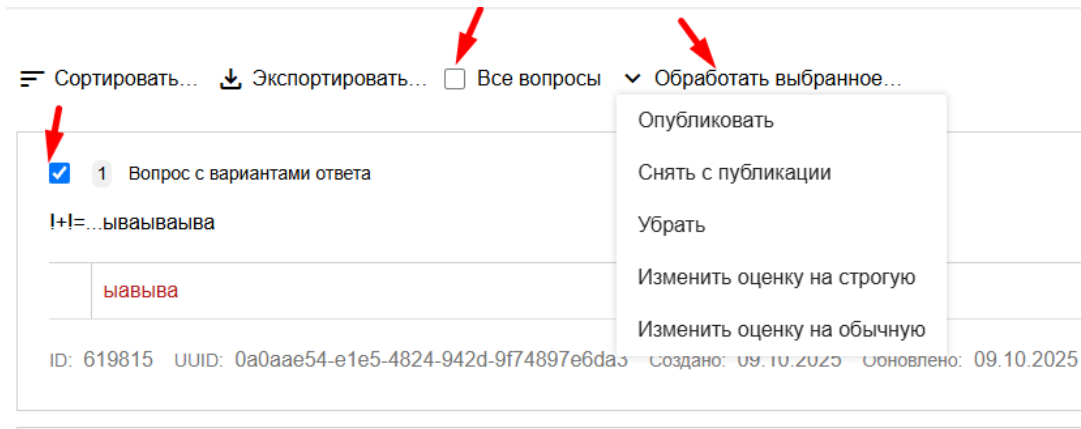 Сортировать... Экспортировать... Все вопросы Обработать выбранное...
Опубликовать
Снять с публикации
Убрать
Изменить оценку на строгую
Изменить оценку на обычную
1 Вопрос с вариантами ответа
!+!=...ываываыва
ыавыва
ID: 619815 UUID: 0a0aae54-e1e5-4824-942d-9f74897e6da3 Создано: 09.10.2025 Обновлено: 09.10.2025